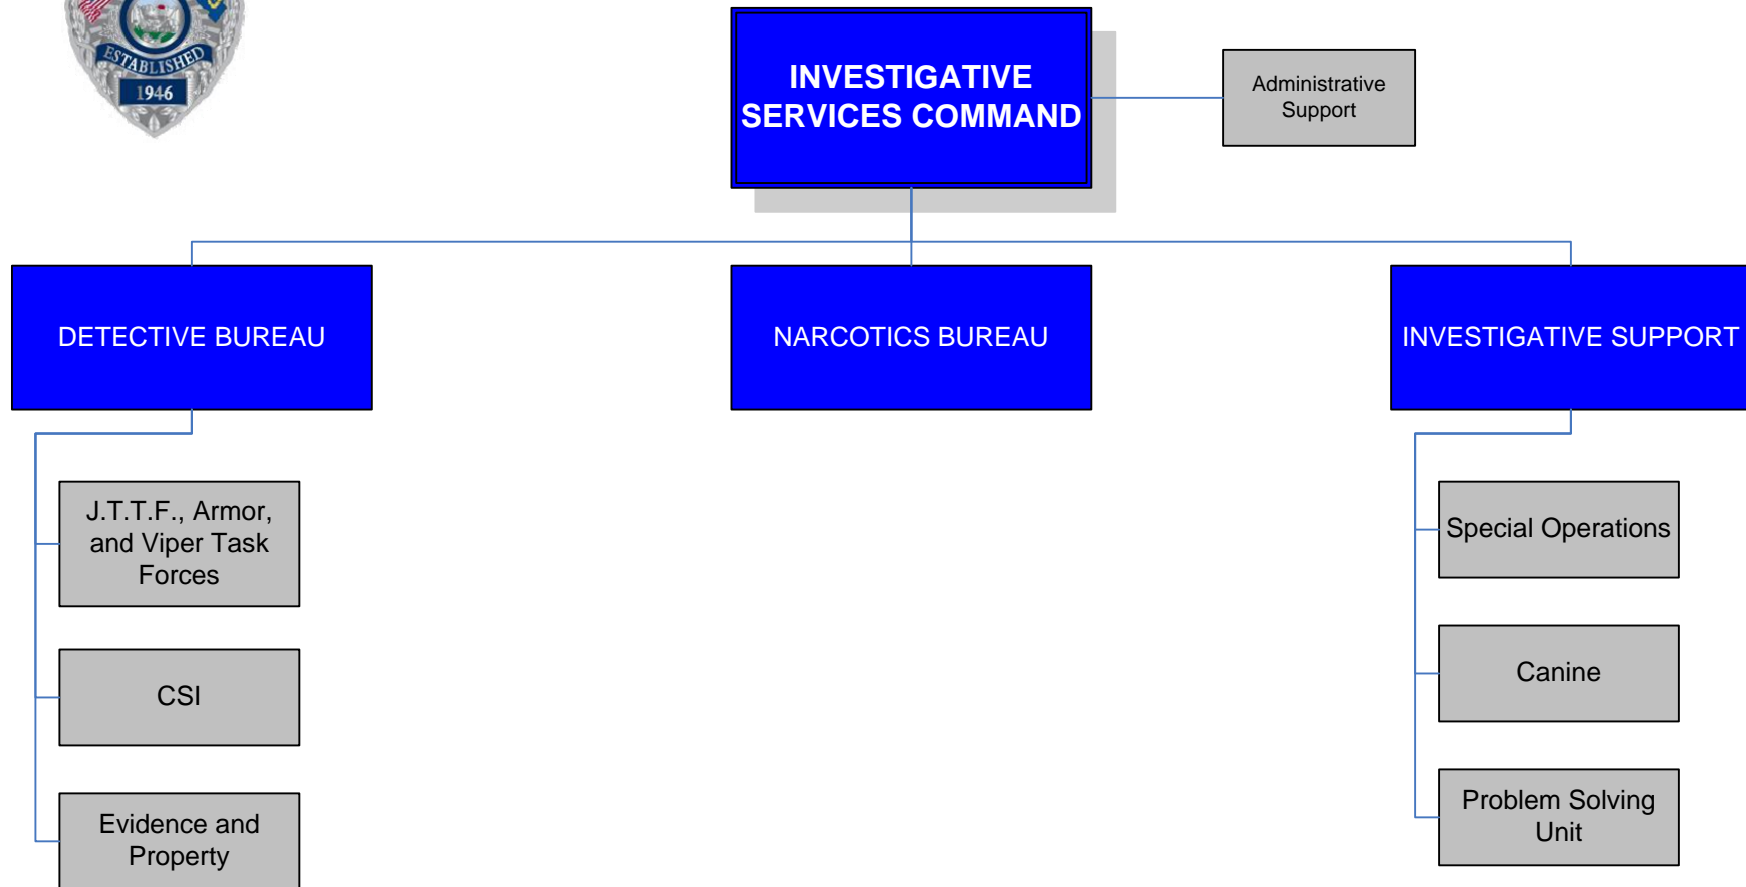 ESTABLISHED
1946
INVESTIGATIVE
SERVICES COMMAND
Administrative
Support
DETECTIVE BUREAU
NARCOTICS BUREAU
INVESTIGATIVE SUPPORT
J.T.T.F., Armor,
and Viper Task
Forces
CSI
Evidence and
Property
Special Operations
Canine
Problem Solving
Unit